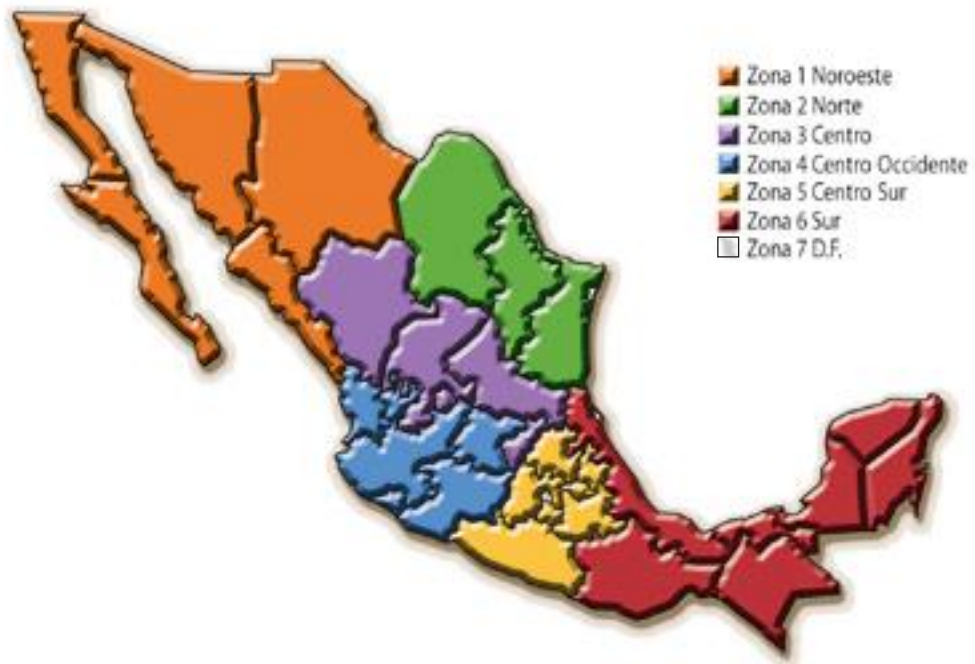 Zona 1 Noroeste
Zona 2 Norte
Zona 3 Centro
Zona 4 Centro Occidente
Zona 5 Centro Sur
Zona 6 Sur
Zona 7 D.F.